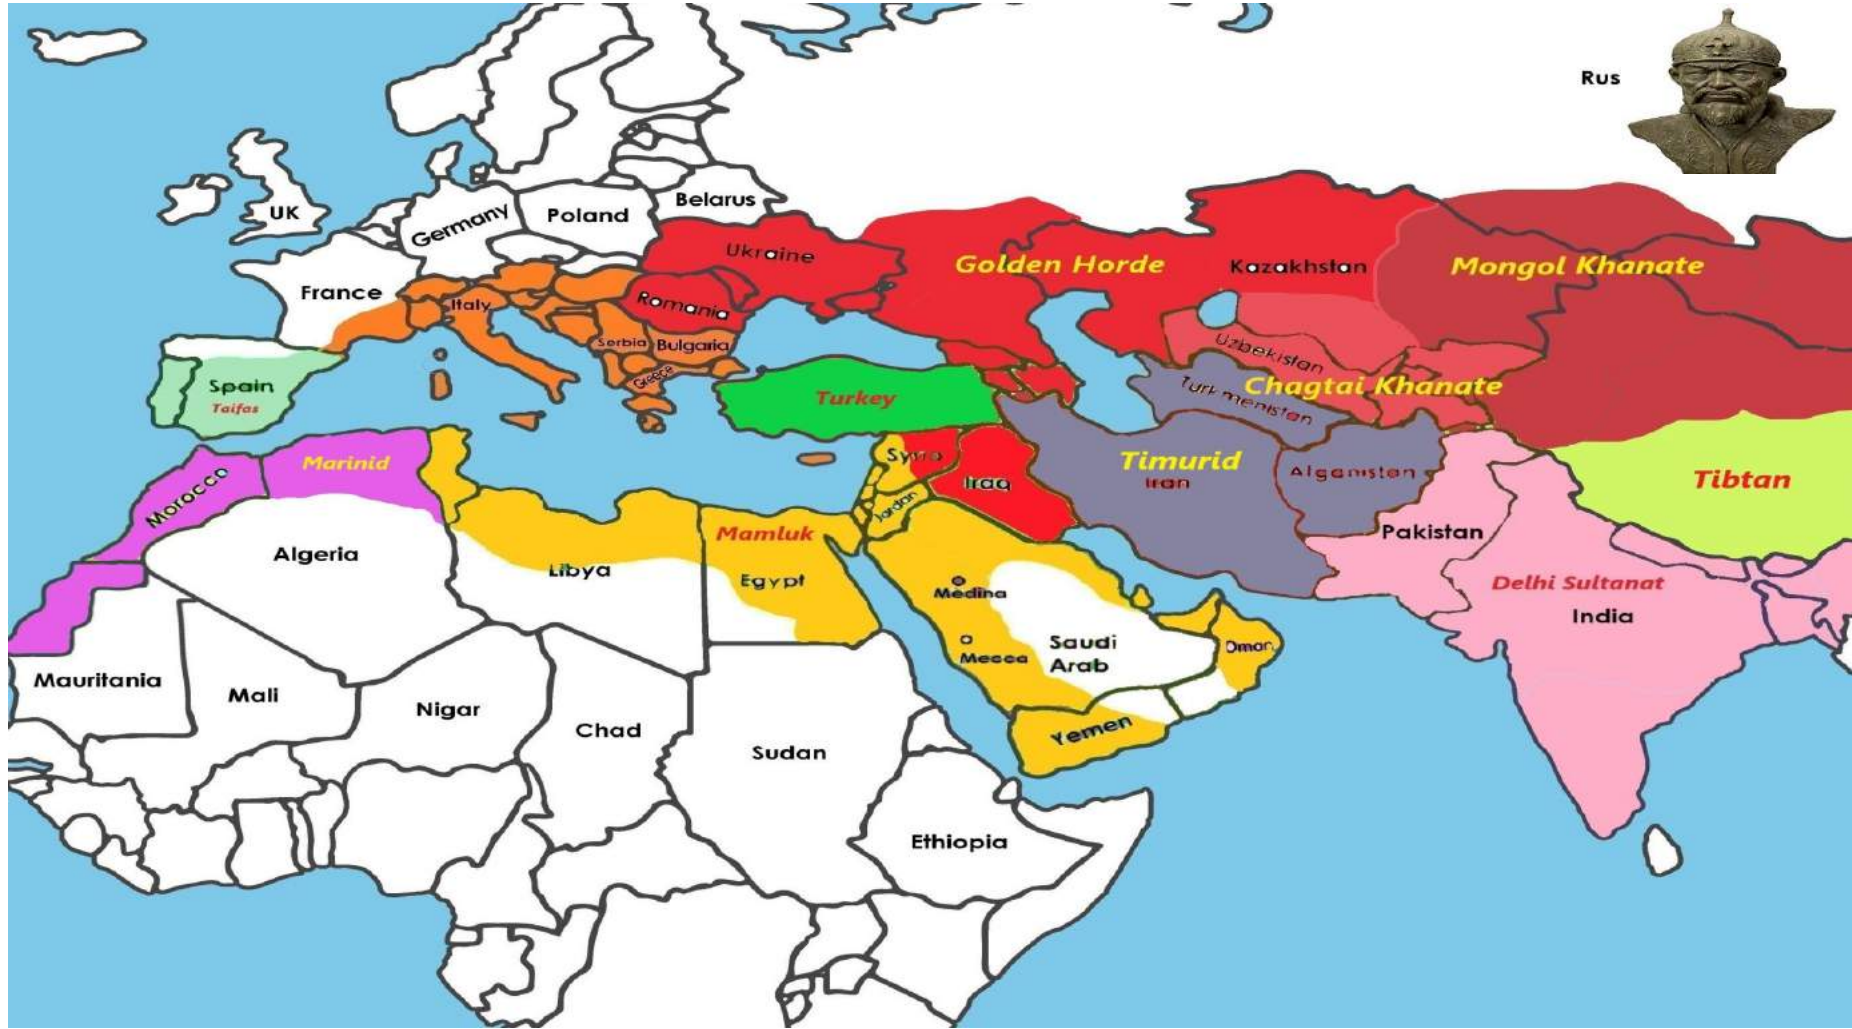 Rus
Belarus
UK
Germany
Poland
Ukraine
Golden Horde
Kazakhstan
Mongol Khanate
France
Italy
Romania
Serbia
Bulgaria
Greece
Uzbekistan
Spain
Taifas
Turkey
Turkmenistan
Chagtai Khanate
Marinid
Morocco
Syria
Iraq
Jordan
Timurid
Iran
Afganistan
Tibtan
Pakistan
Mamluk
Egypt
Algeria
Libya
Medina
Mecca
Saudi
Arab
Oman
Delhi Sultanat
India
Mauritania
Mali
Nigar
Chad
Sudan
Yemen
Ethiopia